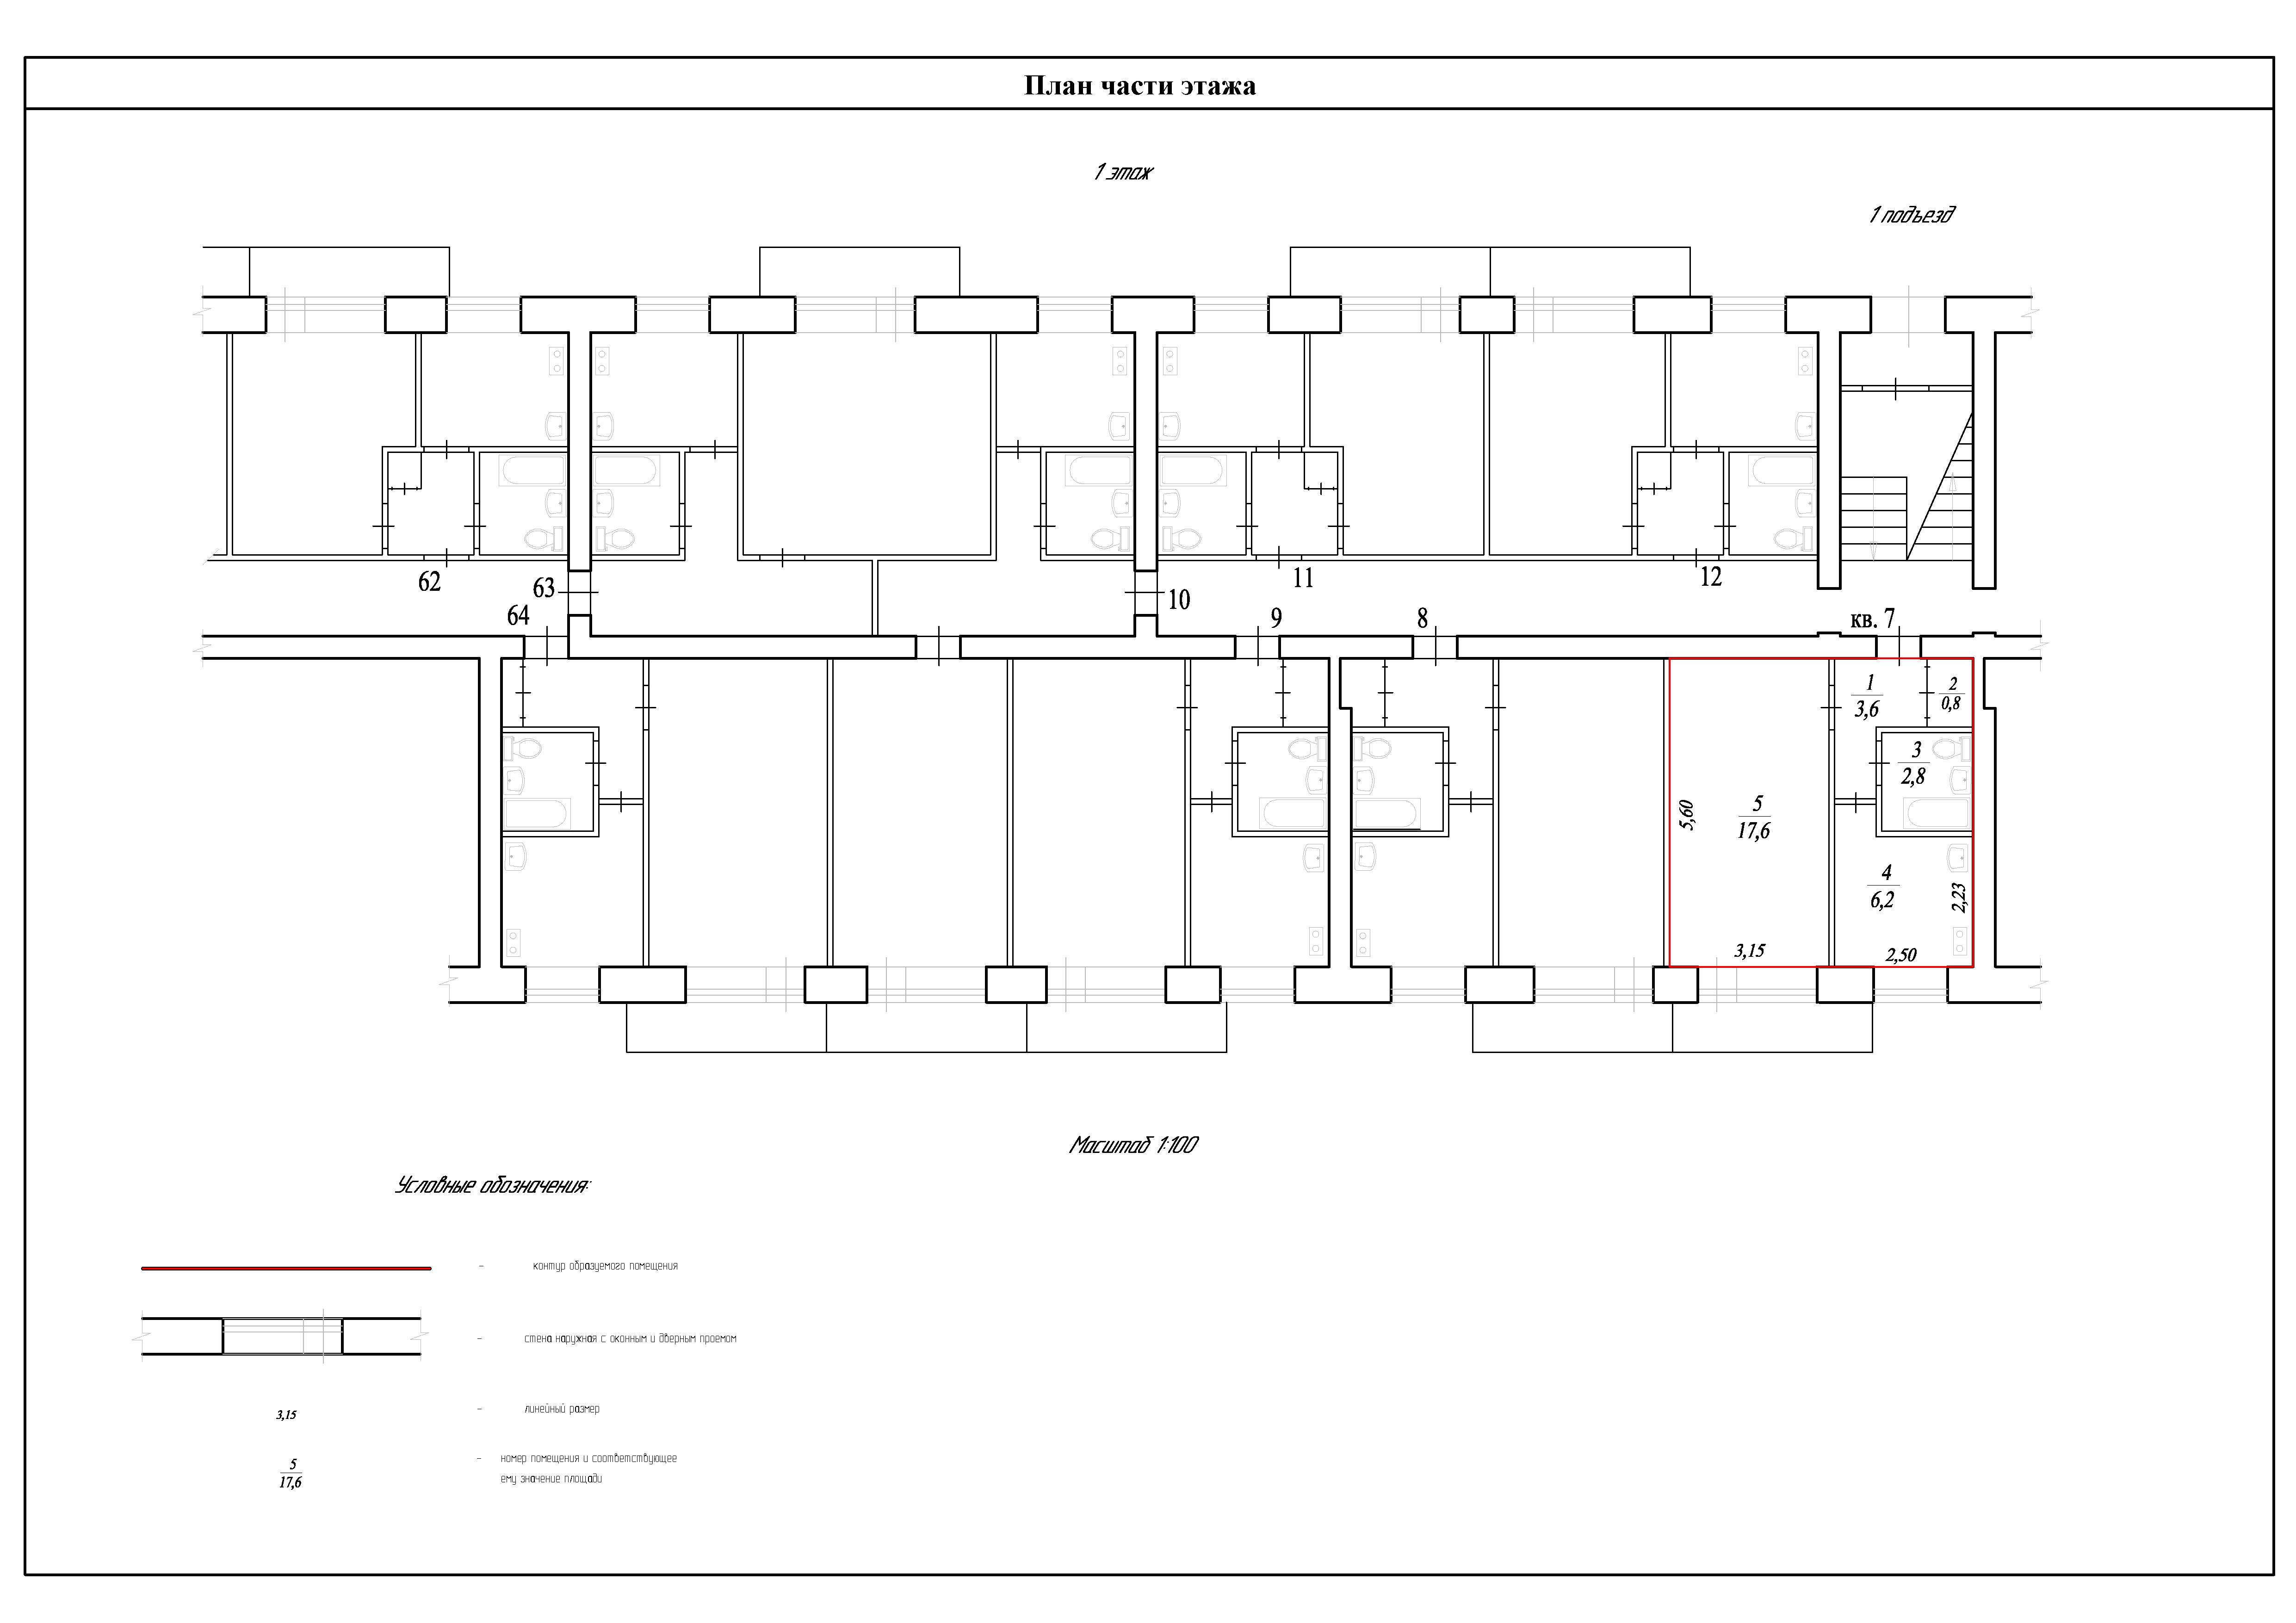 План части этажа
1 этаж
1 подъезд
62
63
64
10
11
12
9
8
кв. 7
1
3,6
2
0,8
3
2,8
5,60
5
17,6
4
6,2
2,23
3,15
2,50
Масштаб 1:100
Условные обозначения:
- контур образуемого помещения
- стена наружная с оконным и дверным проемом
3,15 - линейный размер
5
17,6
- номер помещения и соответствующее
ему значение площади